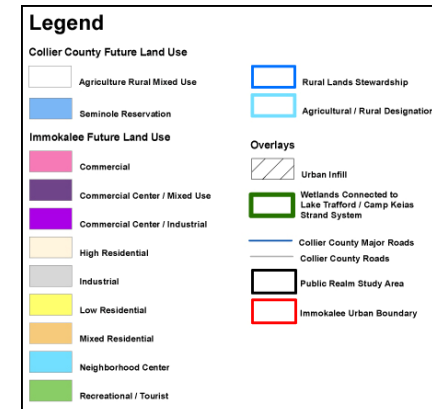 Legend
Collier County Future Land Use
Agriculture Rural Mixed Use
Seminole Reservation
Immokalee Future Land Use
Commercial
Commercial Center / Mixed Use
Commercial Center / Industrial
High Residential
Industrial
Low Residential
Mixed Residential
Neighborhood Center
Recreational / Tourist
Rural Lands Stewardship
Agricultural / Rural Designation
Overlays
Urban Infill
Wetlands Connected to
Lake Trafford / Camp Keias
Strand System
Collier County Major Roads
Collier County Roads
Public Realm Study Area
Immokalee Urban Boundary